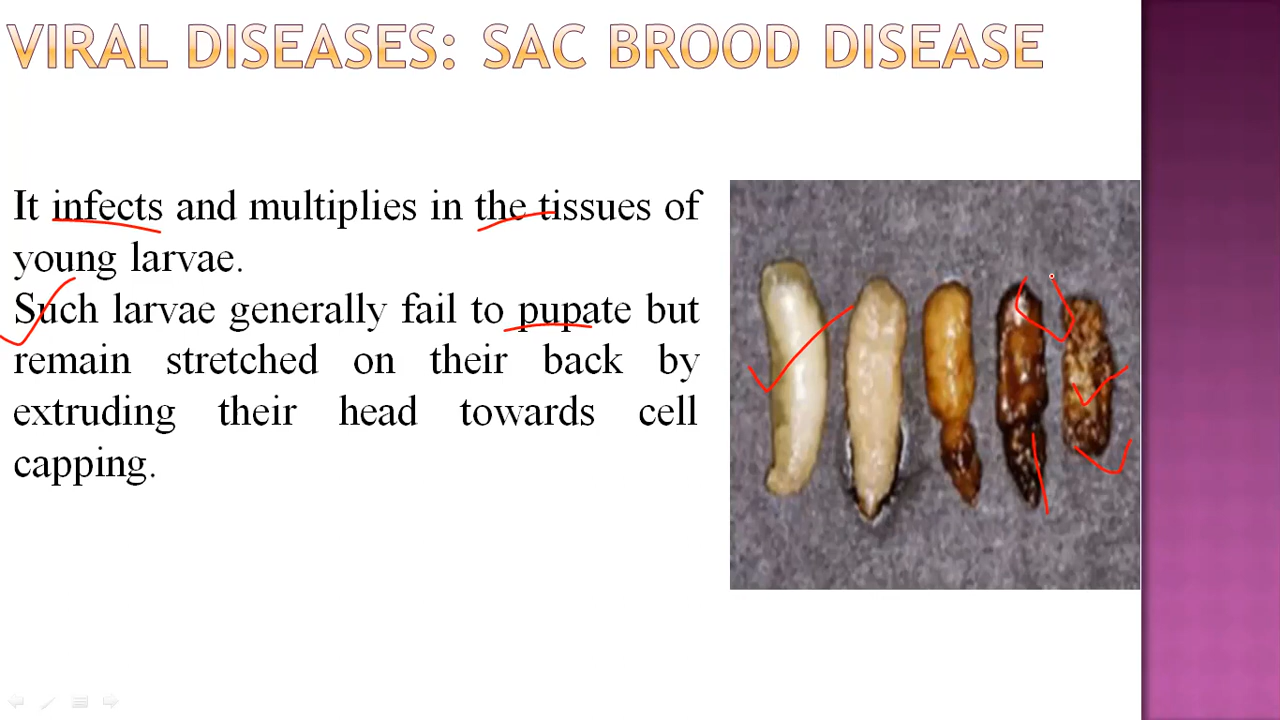 VIRAL DISEASES: SAC BROOD DISEASE
It infects and multiplies in the tissues of
young larvae.
Such larvae generally fail to pupate but
remain stretched on their back by
extruding their head towards cell
capping.